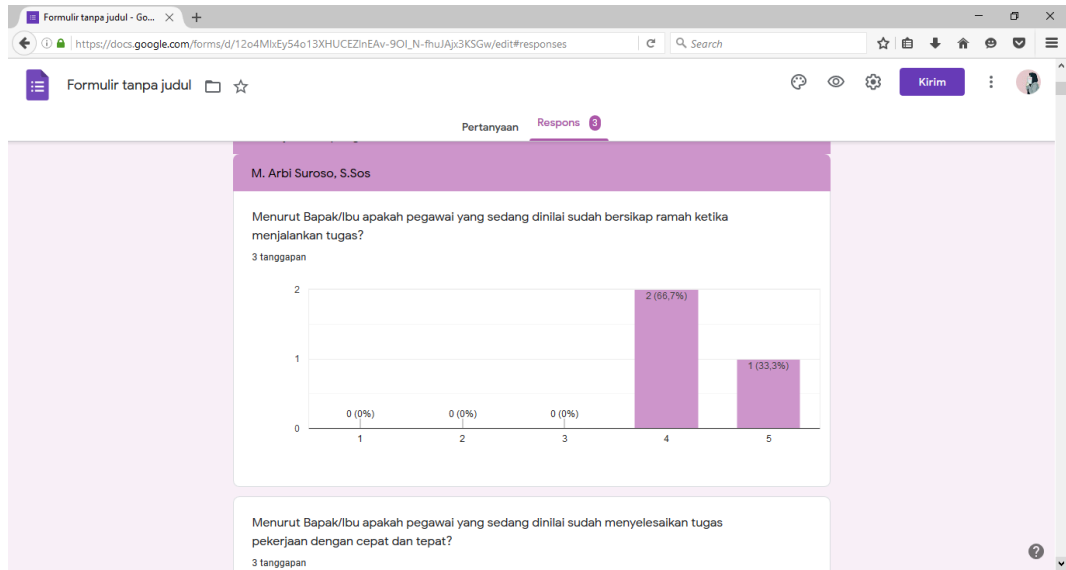 Formulir tanpa judul - Go...
https://docs.google.com/forms/d/12o4MlxEy54o13XHUCEZlnEAv-9OI_N-fhuJAjx3KSGw/edit#responses
Search
Formulir tanpa judul
Kirim
Pertanyaan
Respons 3
M. Arbi Suroso, S.Sos
Menurut Bapak/Ibu apakah pegawai yang sedang dinilai sudah bersikap ramah ketika
menjalankan tugas?
3 tanggapan
2
2 (66,7%)
1
1 (33,3%)
0 (0%)
0 (0%)
0 (0%)
0
1
2
3
4
5
Menurut Bapak/Ibu apakah pegawai yang sedang dinilai sudah menyelesaikan tugas
pekerjaan dengan cepat dan tepat?
3 tanggapan